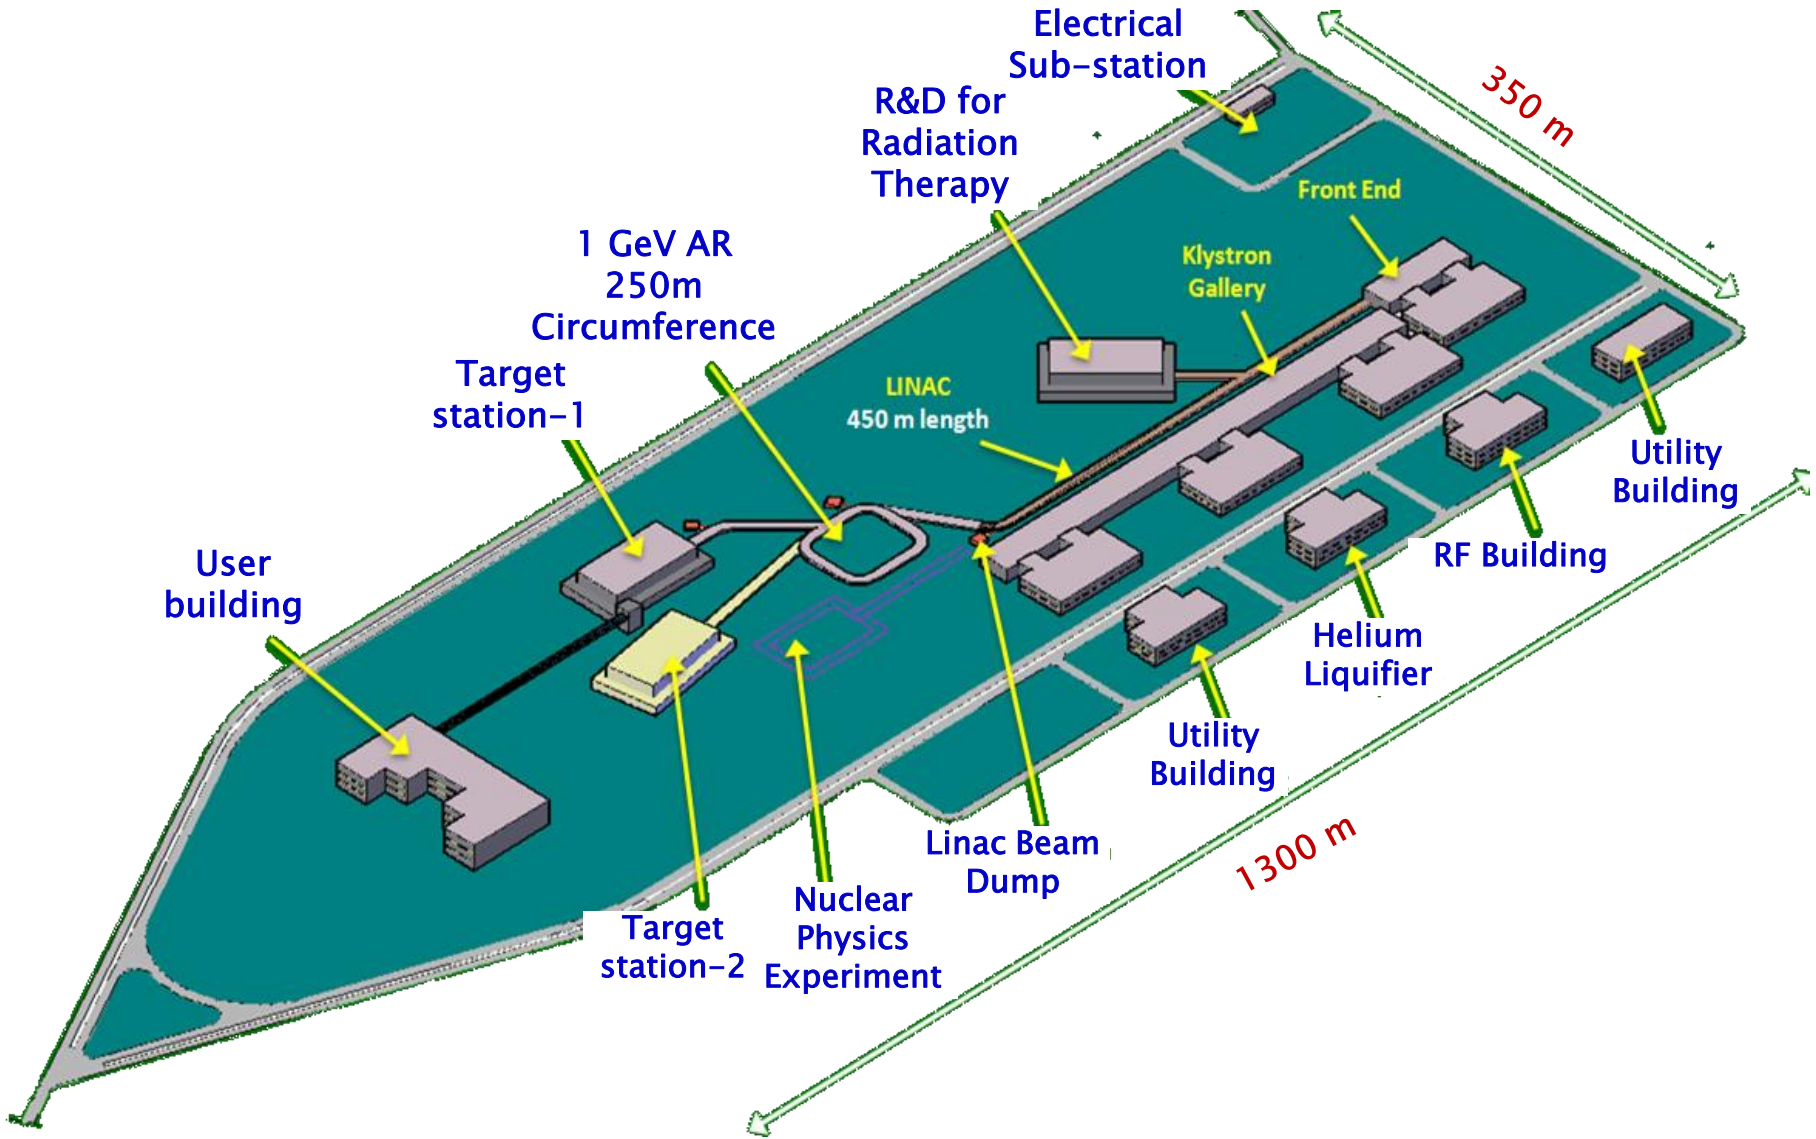 Electrical
Sub-station
350 m
R&D for
Radiation
Therapy
Front End
1 GeV AR
250m
Circumference
Klystron
Gallery
Target
station-1
LINAC
450 m length
Utility
Building
User
building
RF Building
Helium
Liquifier
Utility
Building
1300 m
Linac Beam
Dump
Nuclear
Physics
Experiment
Target
station-2